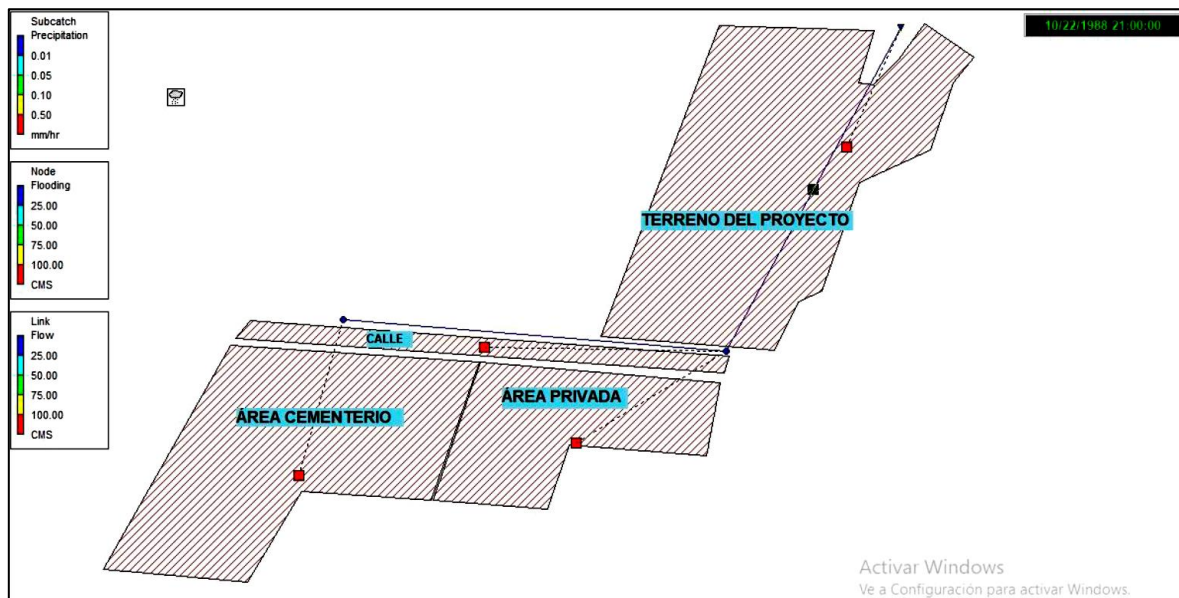 Subcatch
Precipitation
0.01
0.05
0.10
0.50
mm/hr
10/22/1988 21:00:00
Node
Flooding
25.00
50.00
75.00
100.00
CMS
TERRENO DEL PROYECTO
Link
Flow
25.00
50.00
75.00
100.00
CMS
CALLE
ÁREA PRIVADA
ÁREA CEMENTERIO
Activar Windows
Ve a Configuración para activar Windows.